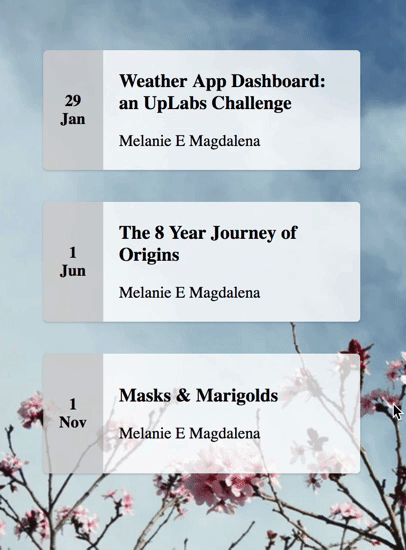 29
Jan
Weather App Dashboard:
an UpLabs Challenge
Melanie E Magdalena
1
Jun
The 8 Year Journey of
Origins
Melanie E Magdalena
1
Nov
Masks & Marigolds
Melanie E Magdalena